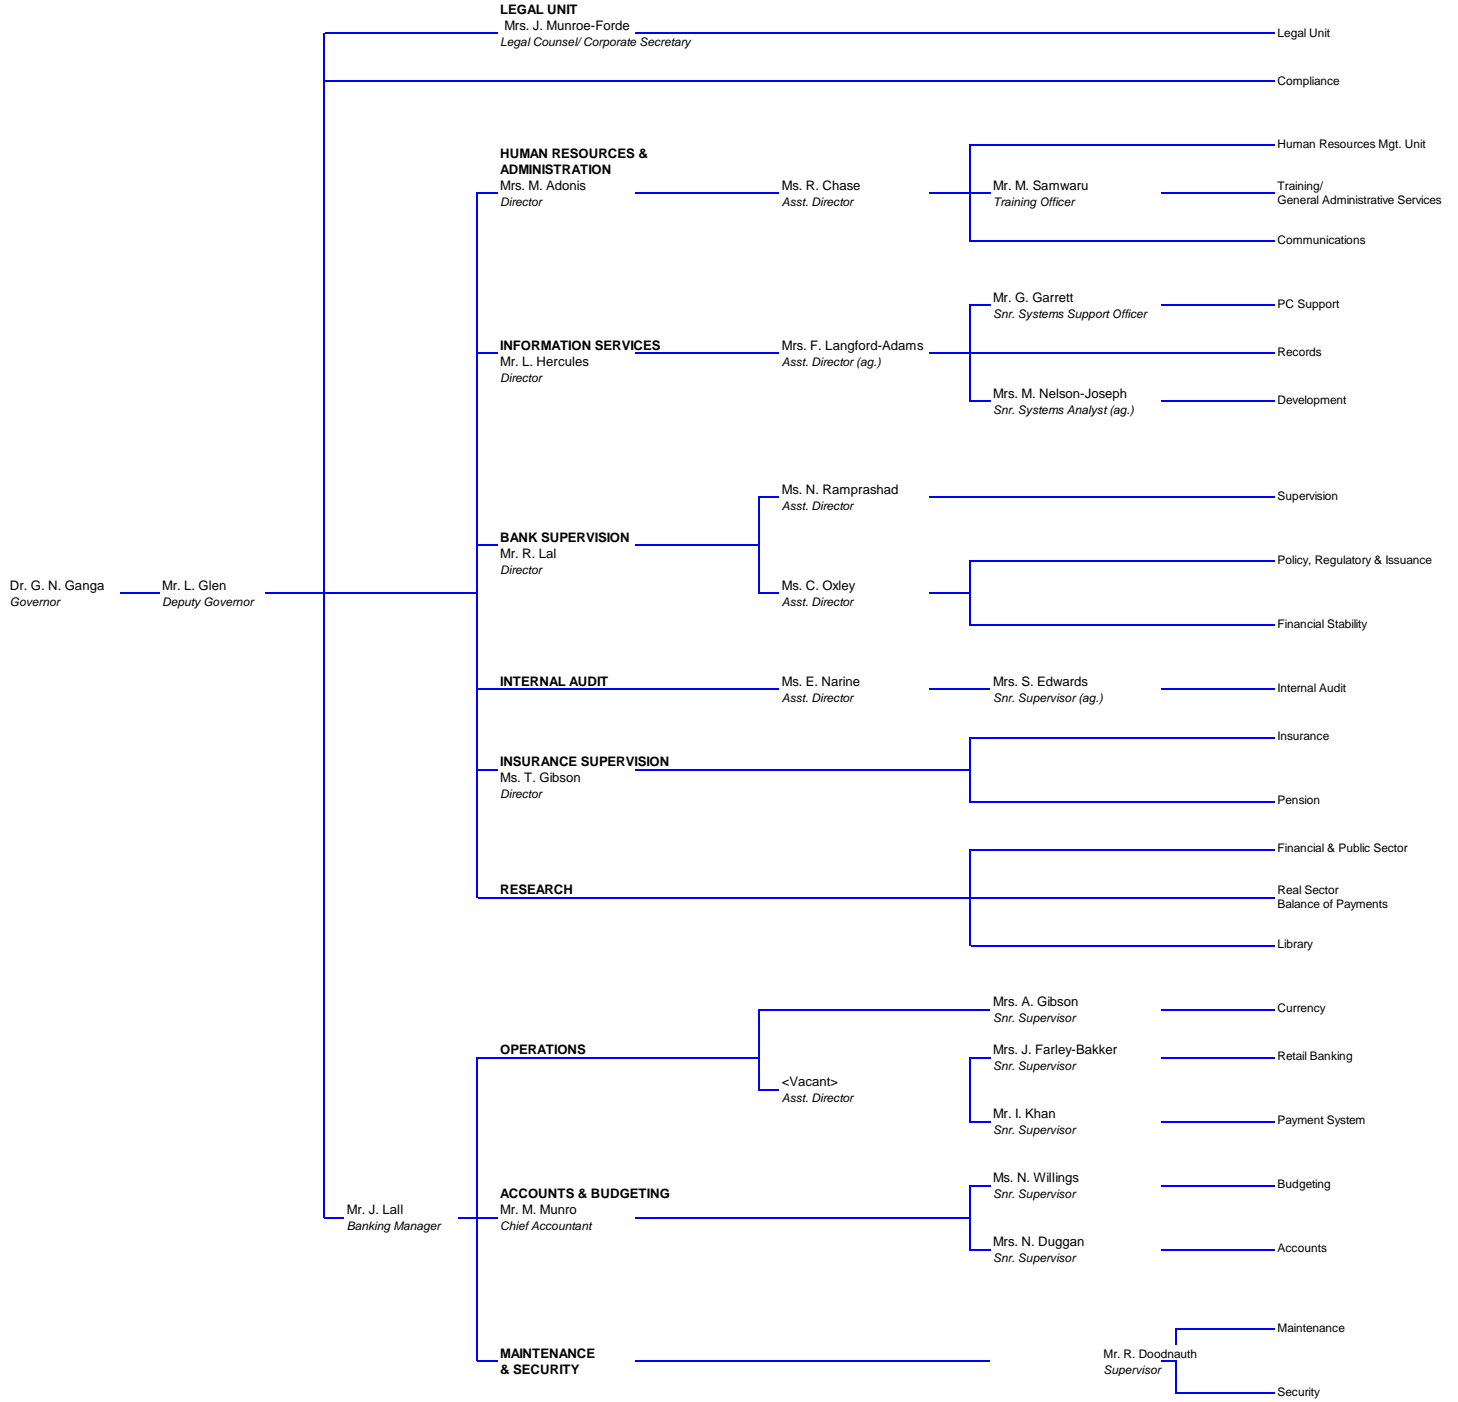 LEGAL UNIT
Mrs. J. Munroe-Forde
Legal Counsel/ Corporate Secretary
Legal Unit
Compliance
HUMAN RESOURCES &
ADMINISTRATION
Mrs. M. Adonis
Director
Ms. R. Chase
Asst. Director
Human Resources Mgt. Unit
Mr. M. Samwaru
Training Officer
Training/
General Administrative Services
Communications
INFORMATION SERVICES
Mr. L. Hercules
Director
Mrs. F. Langford-Adams
Asst. Director (ag.)
Mr. G. Garrett
Snr. Systems Support Officer
PC Support
Records
Mrs. M. Nelson-Joseph
Snr. Systems Analyst (ag.)
Development
Dr. G. N. Ganga
Governor
Mr. L. Glen
Deputy Governor
BANK SUPERVISION
Mr. R. Lal
Director
Ms. N. Ramprashad
Asst. Director
Supervision
Ms. C. Oxley
Asst. Director
Policy, Regulatory & Issuance
Financial Stability
INTERNAL AUDIT
Ms. E. Narine
Asst. Director
Mrs. S. Edwards
Snr. Supervisor (ag.)
Internal Audit
INSURANCE SUPERVISION
Ms. T. Gibson
Director
Insurance
Pension
RESEARCH
Financial & Public Sector
Real Sector
Balance of Payments
Library
OPERATIONS
Mrs. A. Gibson
Snr. Supervisor
Currency
<Vacant>
Asst. Director
Mrs. J. Farley-Bakker
Snr. Supervisor
Retail Banking
Mr. I. Khan
Snr. Supervisor
Payment System
Mr. J. Lall
Banking Manager
ACCOUNTS & BUDGETING
Mr. M. Munro
Chief Accountant
Ms. N. Willings
Snr. Supervisor
Budgeting
Mrs. N. Duggan
Snr. Supervisor
Accounts
MAINTENANCE
& SECURITY
Mr. R. Doodnauth
Supervisor
Maintenance
Security